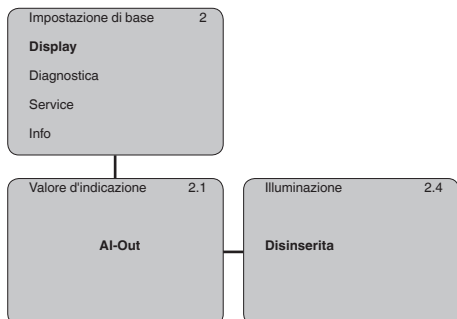 Impostazione di base 2
Display
Diagnostica
Service
Info
Valore d'indicazione 2.1
AI-Out
Illuminazione 2.4
Disinserita